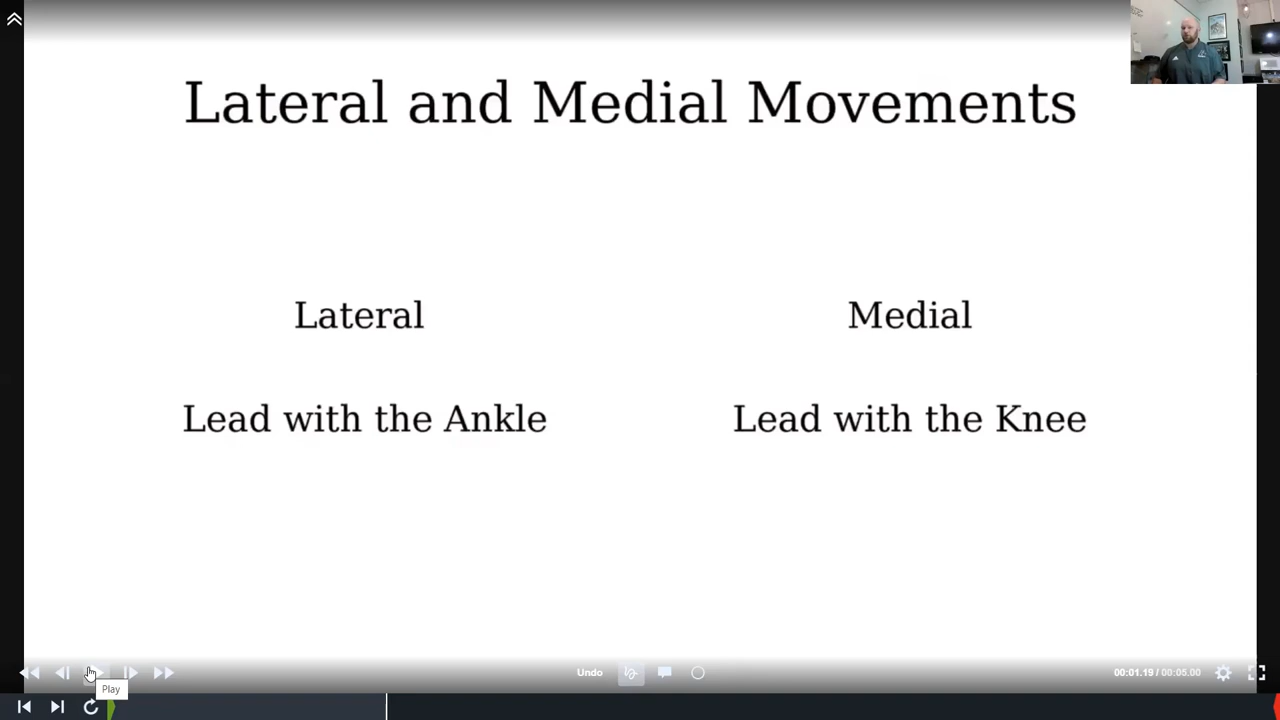 Lateral and Medial Movements
Lateral
Medial
Lead with the Ankle
Lead with the Knee
Undo
00:01.19 / 00:05.00
Play